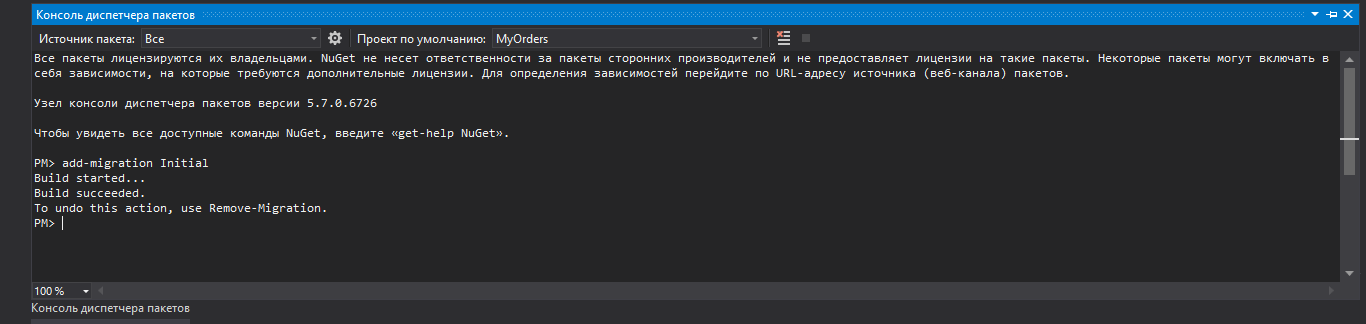 Консоль диспетчера пакетов
Источник пакета: Все Проект по умолчанию: MyOrders
Все пакеты лицензируются их владельцами. NuGet не несет ответственности за пакеты сторонних производителей и не предоставляет лицензии на такие пакеты. Некоторые пакеты могут включать в
себя зависимости, на которые требуются дополнительные лицензии. Для определения зависимостей перейдите по URL-адресу источника (веб-канала) пакетов.
Узел консоли диспетчера пакетов версии 5.7.0.6726
Чтобы увидеть все доступные команды NuGet, введите «get-help NuGet».
PM> add-migration Initial
Build started...
Build succeeded.
To undo this action, use Remove-Migration.
PM>
100 %
Консоль диспетчера пакетов